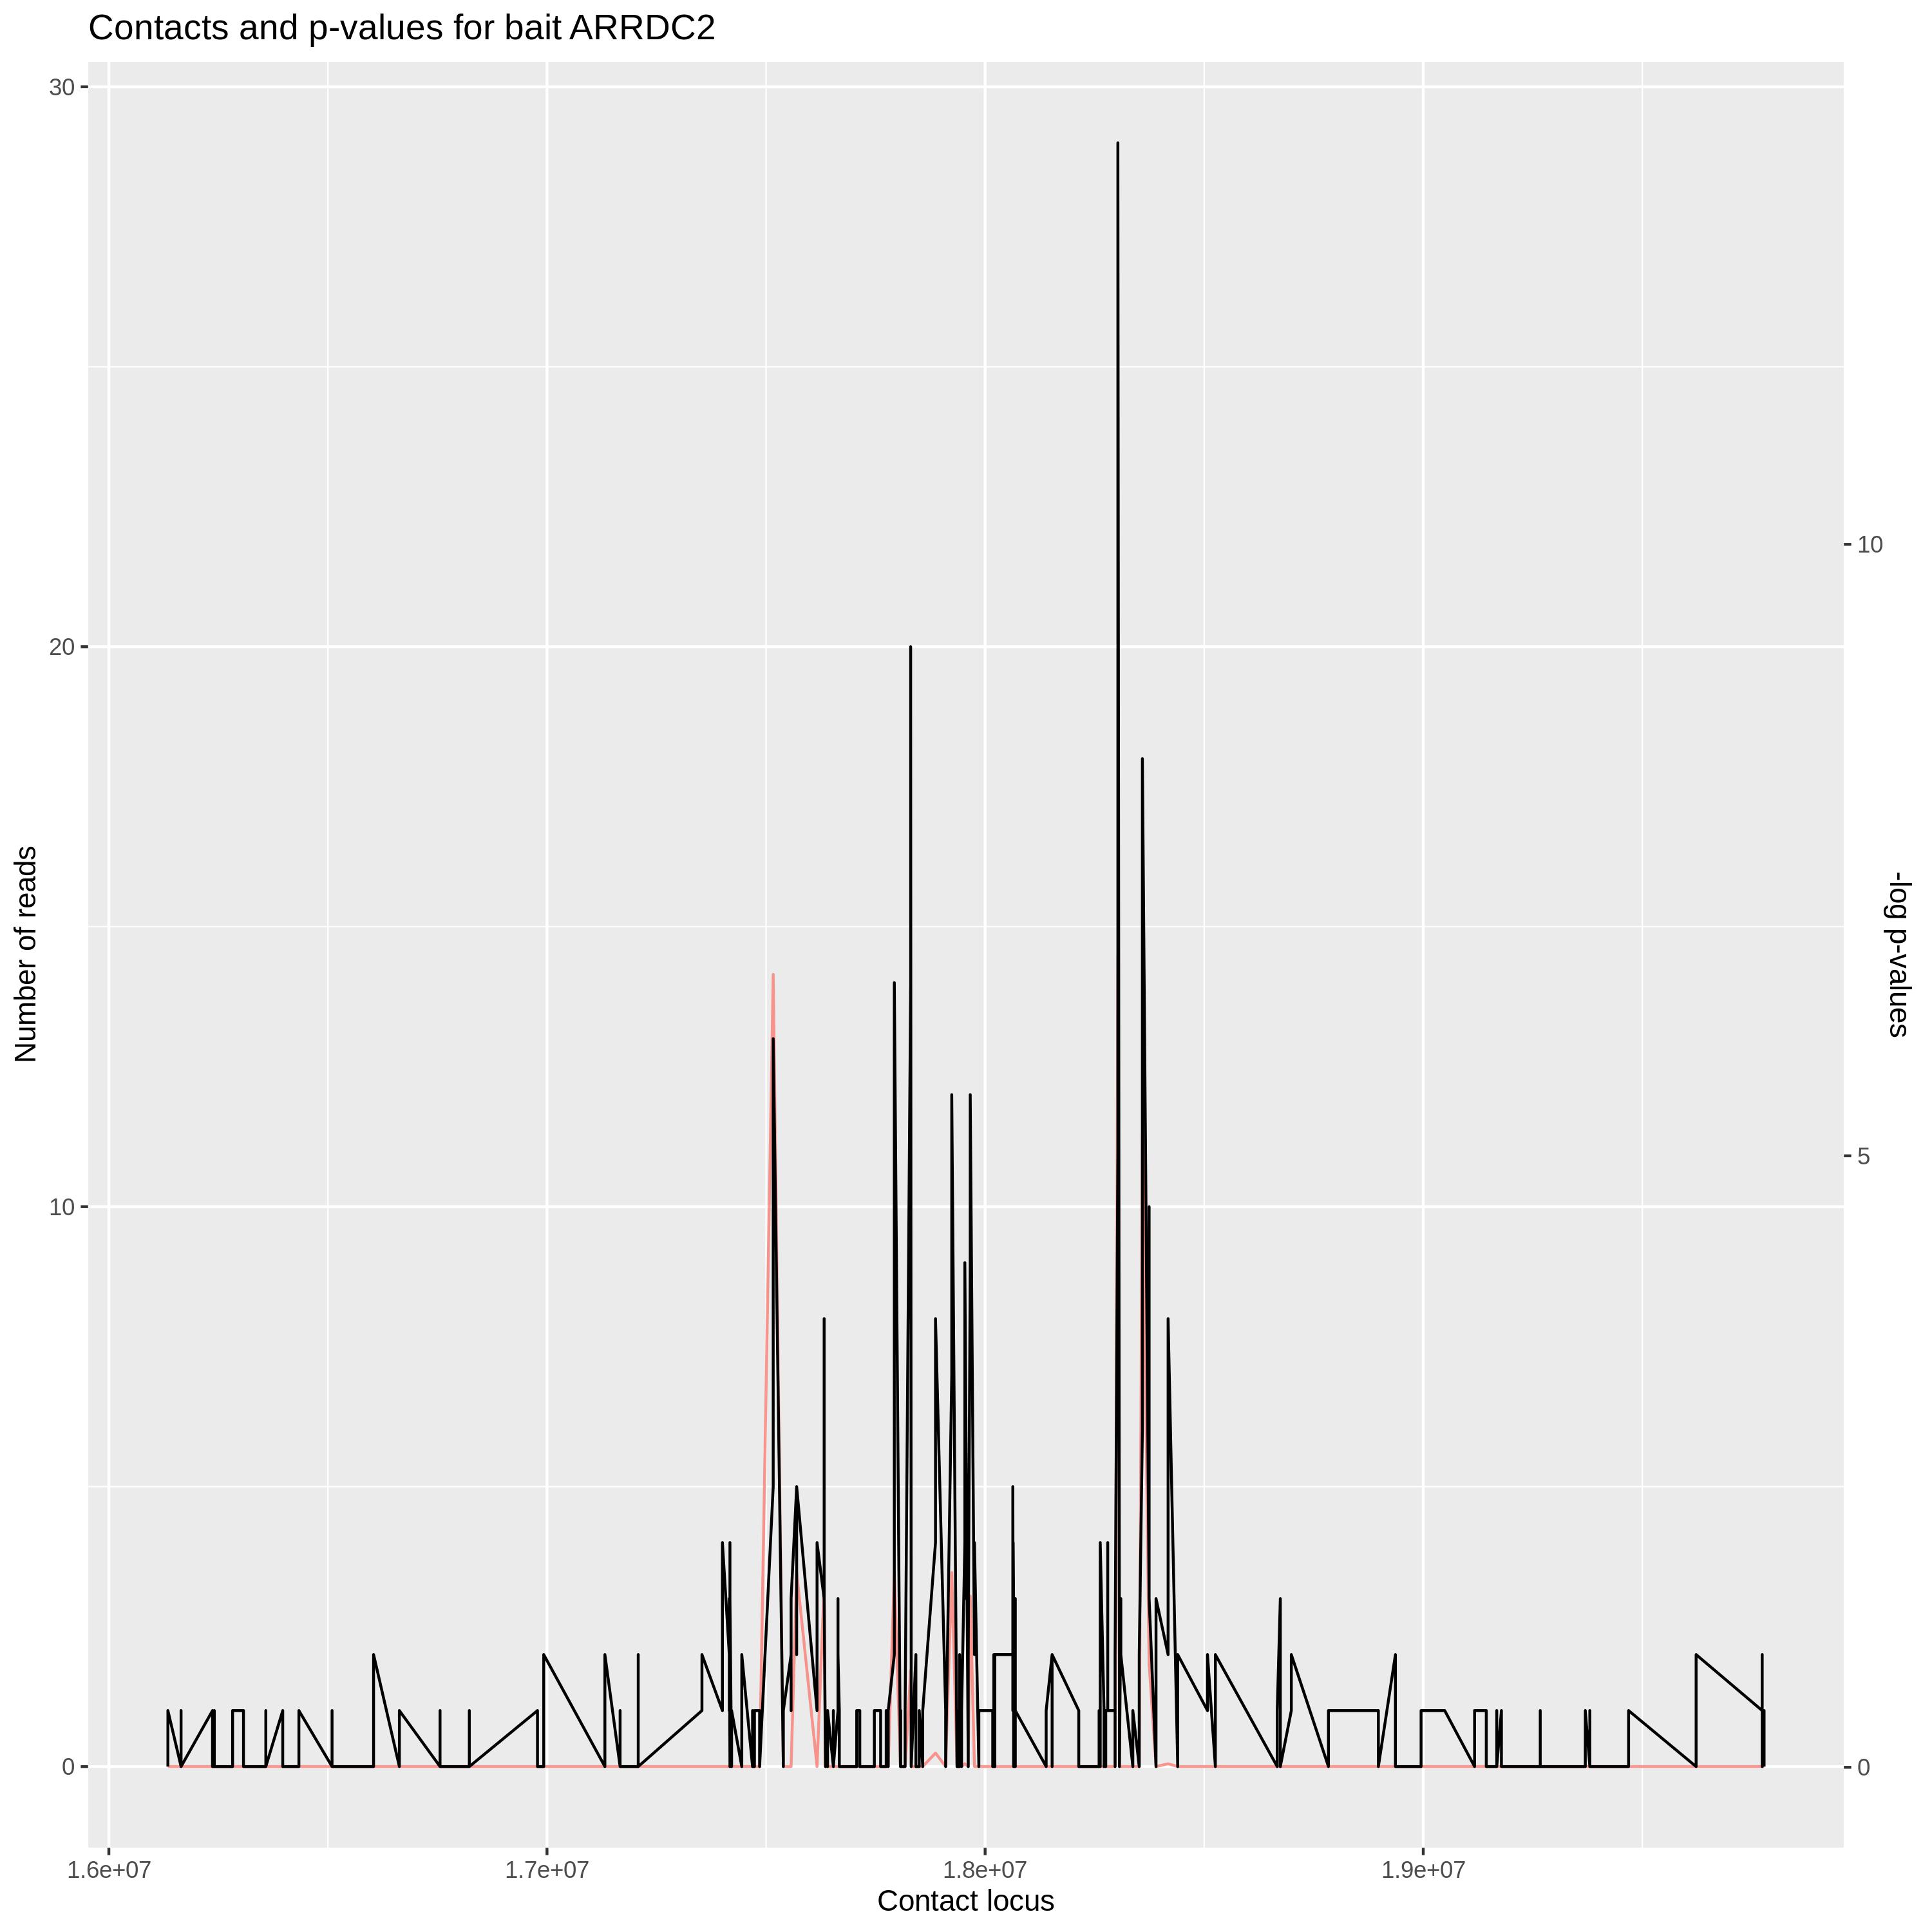 Contacts and p-values for bait ARRDC2
30
20
10
0
Number of reads
10
5
0
-log p-values
1.6e+07
1.7e+07
1.8e+07
1.9e+07
Contact locus